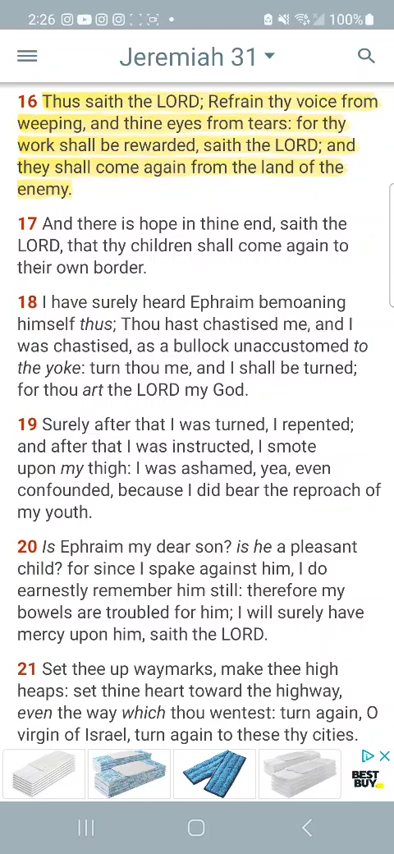 2:26 100%
Jeremiah 31
16 Thus saith the LORD; Refrain thy voice from
weeping, and thine eyes from tears: for thy
work shall be rewarded, saith the LORD; and
they shall come again from the land of the
enemy.
17 And there is hope in thine end, saith the
LORD, that thy children shall come again to
their own border.
18 I have surely heard Ephraim bemoaning
himself thus; Thou hast chastised me, and I
was chastised, as a bullock unaccustomed to
the yoke: turn thou me, and I shall be turned;
for thou art the LORD my God.
19 Surely after that I was turned, I repented;
and after that I was instructed, I smote
upon my thigh: I was ashamed, yea, even
confounded, because I did bear the reproach of
my youth.
20 Is Ephraim my dear son? is he a pleasant
child? for since I spake against him, I do
earnestly remember him still: therefore my
bowels are troubled for him; I will surely have
mercy upon him, saith the LORD.
21 Set thee up waymarks, make thee high
heaps: set thine heart toward the highway,
even the way which thou wentest: turn again, O
virgin of Israel, turn again to these thy cities.
BEST
BUY